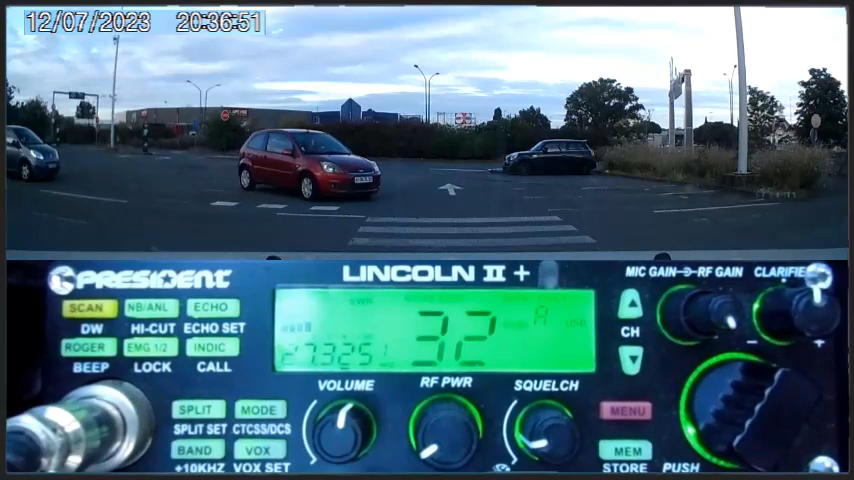 12/07/2023 20:36:51
PRESIDENT LINCOLN II + MIC GAIN RF GAIN CLARIFIER
SCAN NB/ANL ECHO
DW HI-CUT ECHO SET
ROGER EMG 1/2 INDIC
BEEP LOCK CALL
SWR
32
A
27.3251
CH
VOLUME RF PWR SQUELCH
SPLIT MODE
SPLIT SET CTCSS/DCS
BAND VOX
+10KHZ VOX SET
MENU
MEM
STORE PUSH
- +